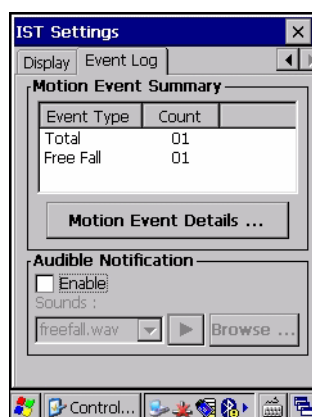 IST Settings
Display Event Log
Motion Event Summary
Event Type Count
Total 01
Free Fall 01
Motion Event Details ...
Audible Notification
Enable
Sounds :
freefall.wav Browse ...
Control...